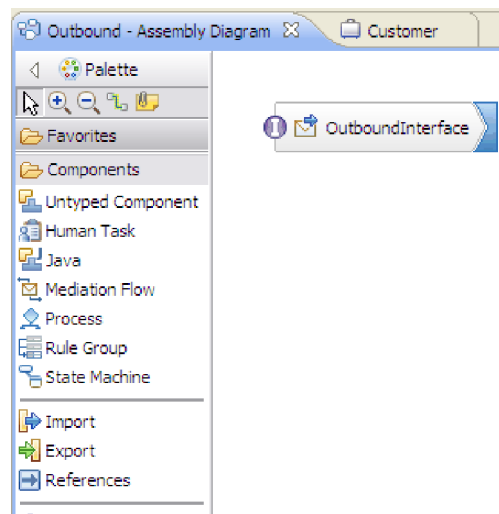 Outbound - Assembly Diagram
Customer
Palette
OutboundInterface
Favorites
Components
Untyped Component
Human Task
Java
Mediation Flow
Process
Rule Group
State Machine
Import
Export
References